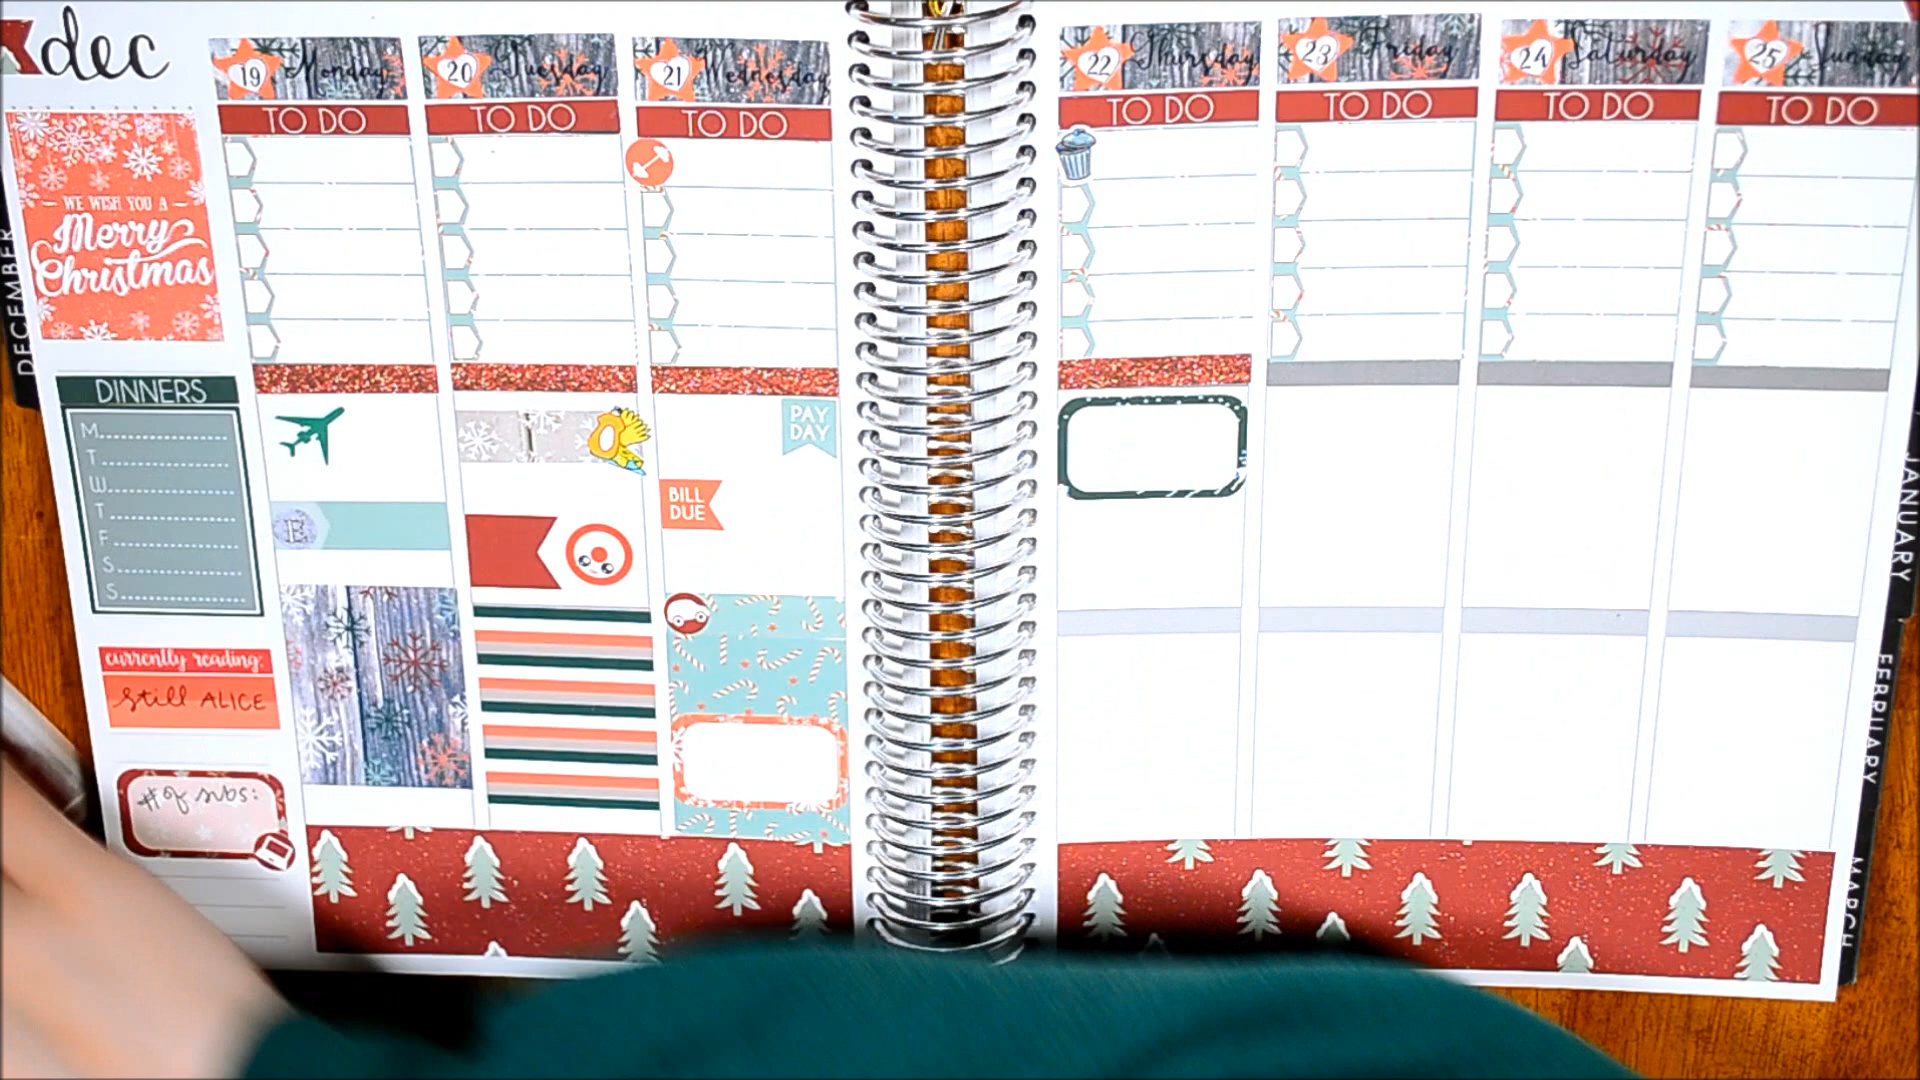 dec
19 Monday
20 Tuesday
21 Wednesday
22 Thursday
23 Friday
24 Saturday
25 Sunday
TO DO
TO DO
TO DO
TO DO
TO DO
TO DO
TO DO
WE WISH YOU A
Merry
Christmas
DECEMBER
DINNERS
M
T
W
T
F
S
S
E
PAY
DAY
BILL
DUE
currently reading:
Still ALICE
# of subs:
JANUARY
FEBRUARY
MARCH